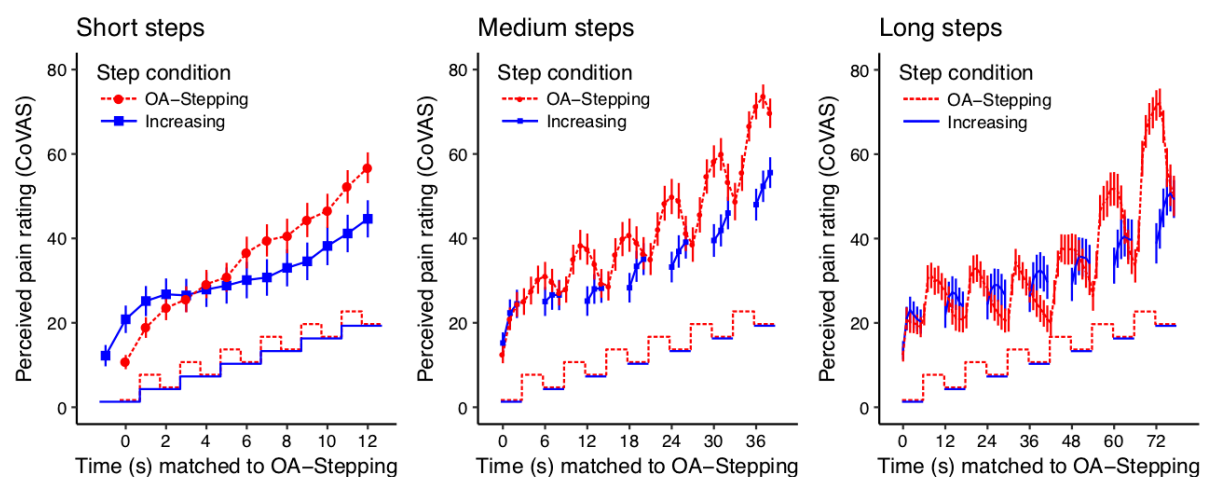 Short steps
Perceived pain rating (CoVAS)
80
60
40
20
0
Step condition
OA−Stepping
Increasing
0 2 4 6 8 10 12
Time (s) matched to OA−Stepping
Medium steps
Perceived pain rating (CoVAS)
80
60
40
20
0
Step condition
OA−Stepping
Increasing
0 6 12 18 24 30 36
Time (s) matched to OA−Stepping
Long steps
Perceived pain rating (CoVAS)
80
60
40
20
0
Step condition
OA−Stepping
Increasing
0 12 24 36 48 60 72
Time (s) matched to OA−Stepping